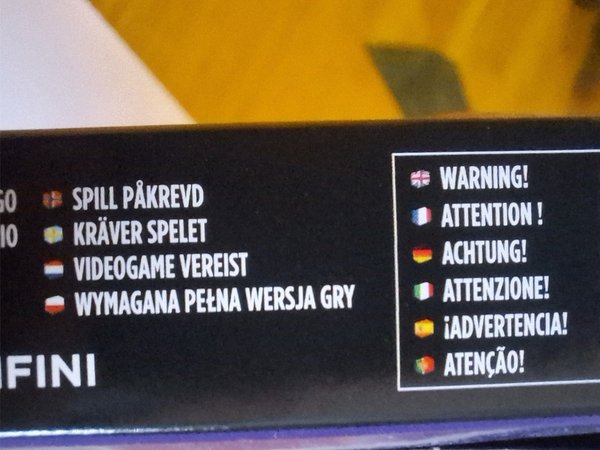 SPILL PÅKREVD
KRÄVER SPELET
VIDEOGAME VEREIST
WYMAGANA PEŁNA WERSJA GRY
FINI
WARNING!
ATTENTION !
ACHTUNG!
ATTENZIONE!
¡ADVERTENCIA!
ATENÇÃO!